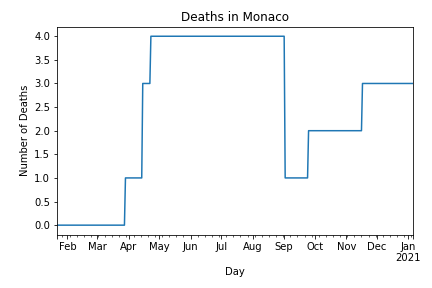 Deaths in Monaco
Number of Deaths
4.0
3.5
3.0
2.5
2.0
1.5
1.0
0.5
0.0
Feb Mar Apr May Jun Jul Aug Sep Oct Nov Dec Jan
2021
Day